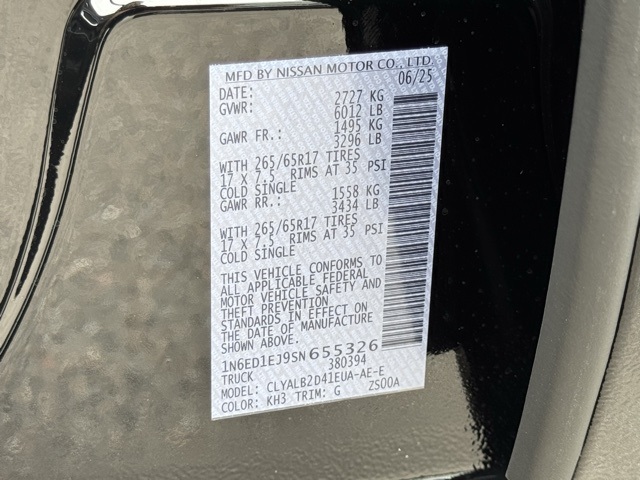 MFD BY NISSAN MOTOR CO., LTD.
DATE: 06/25
GVWR: 2727 KG
6012 LB
GAWR FR.: 1495 KG
3296 LB
WITH 265/65R17 TIRES
17 X 7.5 RIMS AT 35 PSI
COLD SINGLE
GAWR RR.: 1558 KG
3434 LB
WITH 265/65R17 TIRES
17 X 7.5 RIMS AT 35 PSI
COLD SINGLE
THIS VEHICLE CONFORMS TO
ALL APPLICABLE FEDERAL
MOTOR VEHICLE SAFETY AND
THEFT PREVENTION
STANDARDS IN EFFECT ON
THE DATE OF MANUFACTURE
SHOWN ABOVE.
1N6ED1EJ9SN655326
TRUCK 380394
MODEL: CLYALB2D41EUA-AE-E
COLOR: KH3 TRIM: G ZS00A